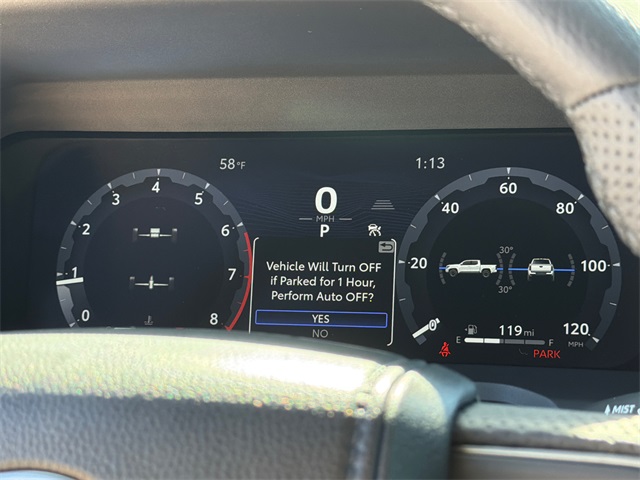 58°F
1:13
0
MPH
P
0
1
2
3
4
5
6
7
8
Vehicle Will Turn OFF
if Parked for 1 Hour,
Perform Auto OFF?
YES
NO
0
20
40
60
80
100
120
MPH
30°
30°
119 mi
E
F
PARK
MIST